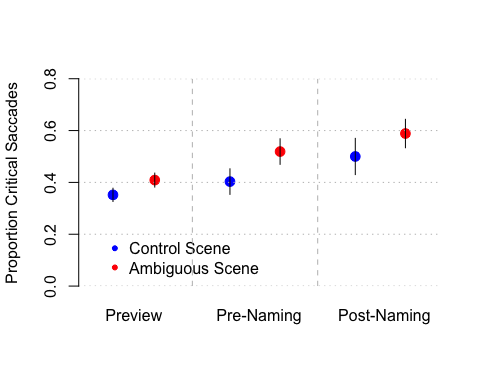 Proportion Critical Saccades
0.8
0.6
0.4
0.2
0.0
Control Scene
Ambiguous Scene
Preview
Pre-Naming
Post-Naming